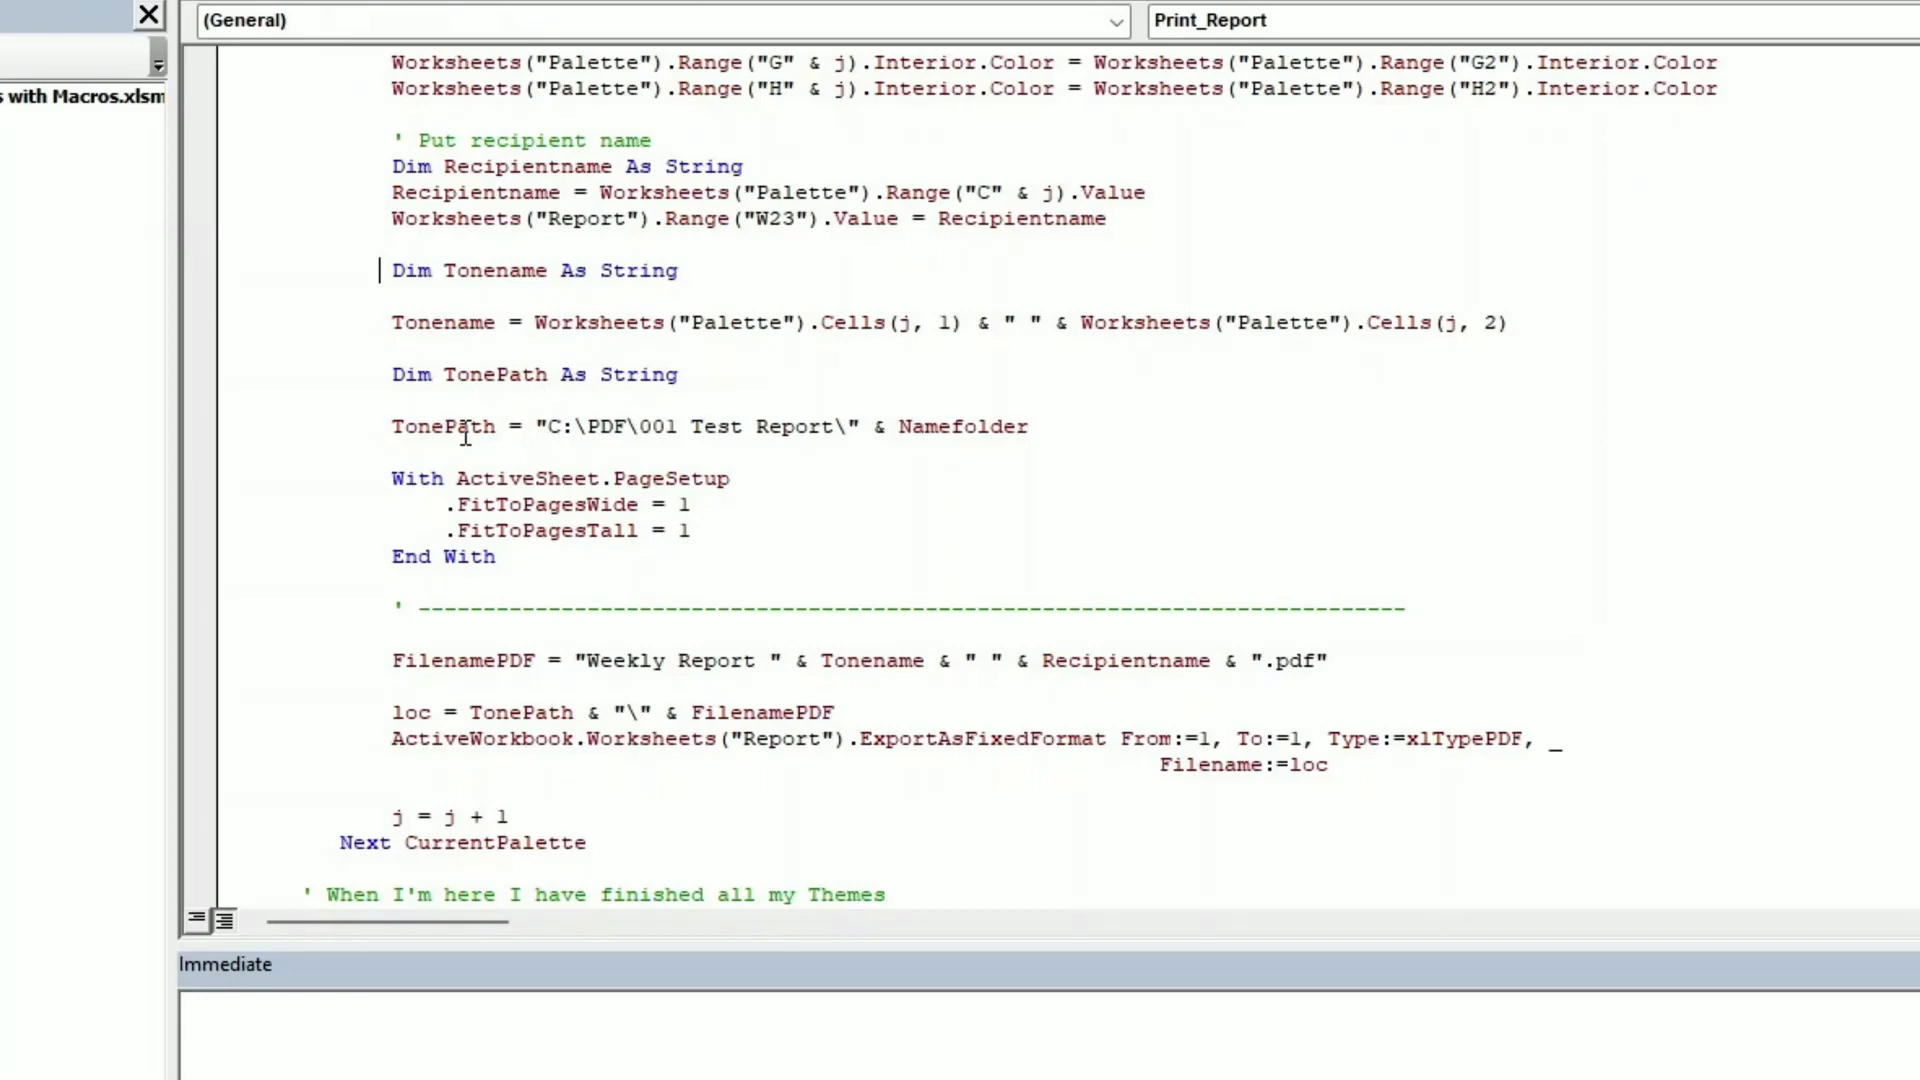 (General)
Print_Report
s with Macros.xlsm
Worksheets("Palette").Range("G" & j).Interior.Color = Worksheets("Palette").Range("G2").Interior.Color
Worksheets("Palette").Range("H" & j).Interior.Color = Worksheets("Palette").Range("H2").Interior.Color
' Put recipient name
Dim Recipientname As String
Recipientname = Worksheets("Palette").Range("C" & j).Value
Worksheets("Report").Range("W23").Value = Recipientname
Dim Tonename As String
Tonename = Worksheets("Palette").Cells(j, 1) & " " & Worksheets("Palette").Cells(j, 2)
Dim TonePath As String
TonePath = "C:\PDF\001 Test Report\" & Namefolder
With ActiveSheet.PageSetup
.FitToPagesWide = 1
.FitToPagesTall = 1
End With
' ----------------------------------------------------------------------------
FilenamePDF = "Weekly Report " & Tonename & " " & Recipientname & ".pdf"
loc = TonePath & "\" & FilenamePDF
ActiveWorkbook.Worksheets("Report").ExportAsFixedFormat From:=1, To:=1, Type:=xlTypePDF, _
Filename:=loc
j = j + 1
Next CurrentPalette
' When I'm here I have finished all my Themes
Immediate